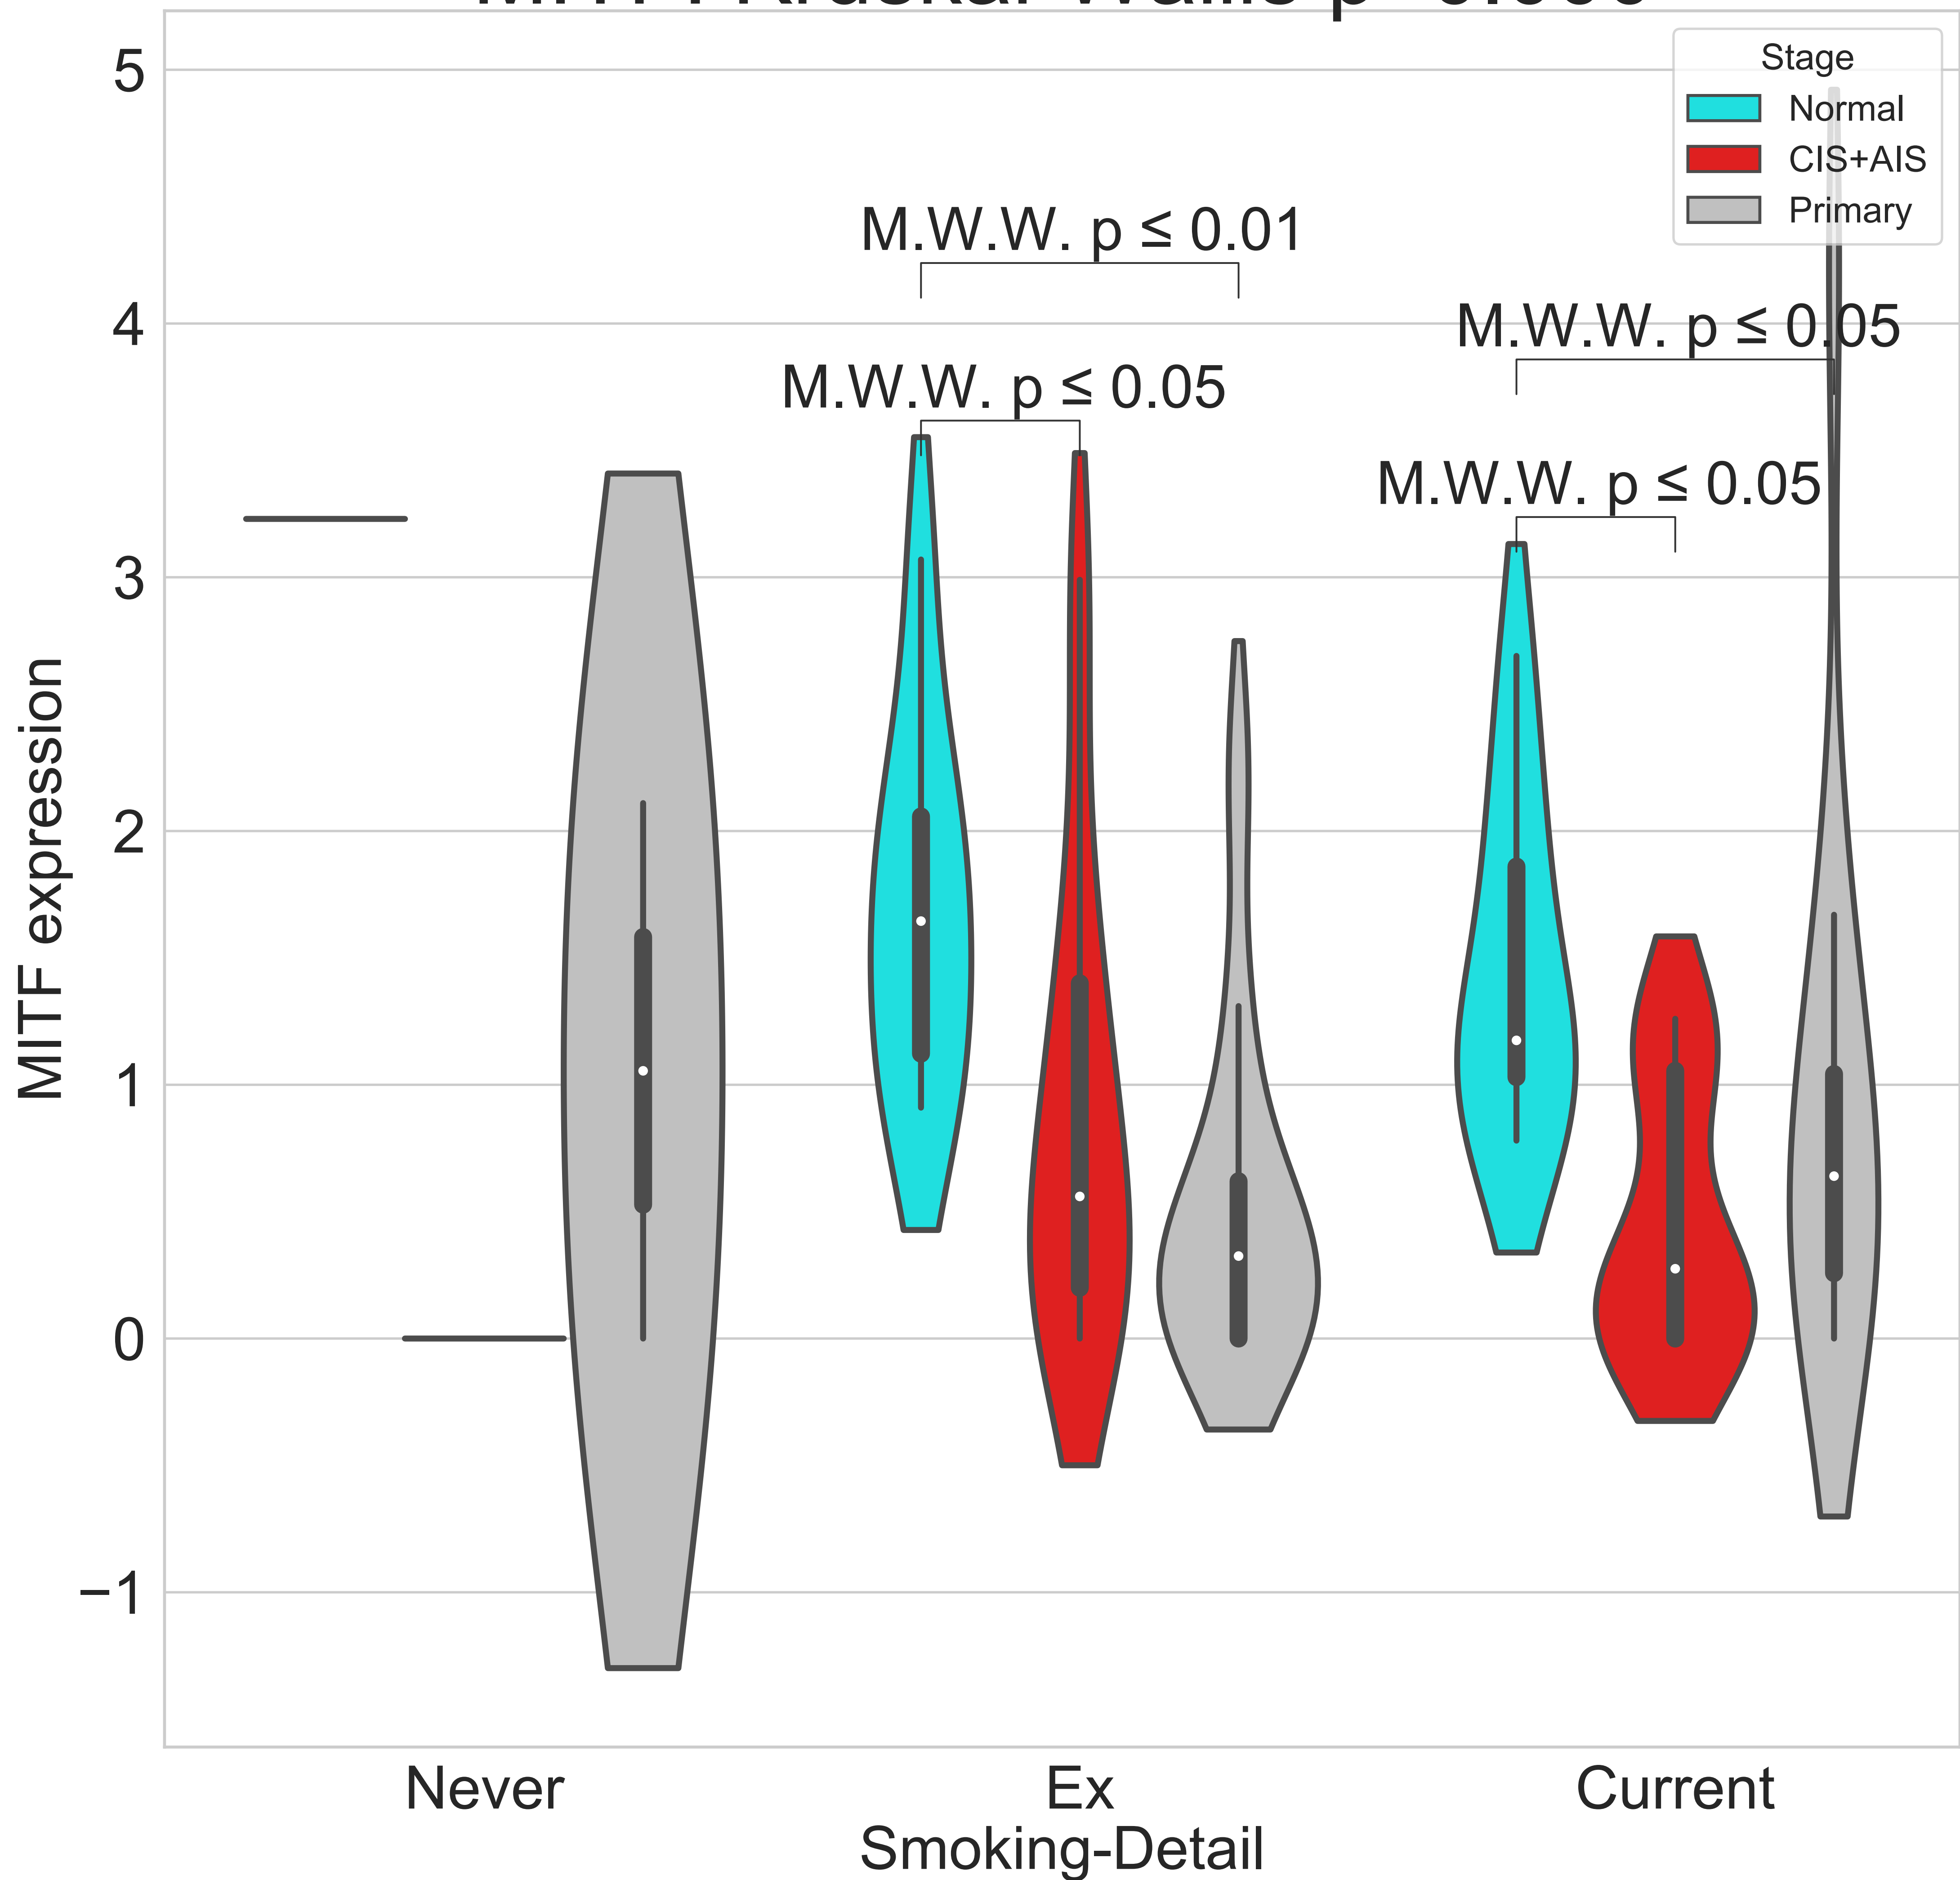 5
4
3
2
1
0
−1
MITF expression
Stage
Normal
CIS+AIS
Primary
M.W.W. p ≤ 0.01
M.W.W. p ≤ 0.05
M.W.W. p ≤ 0.05
M.W.W. p ≤ 0.05
Never
Ex
Current
Smoking-Detail